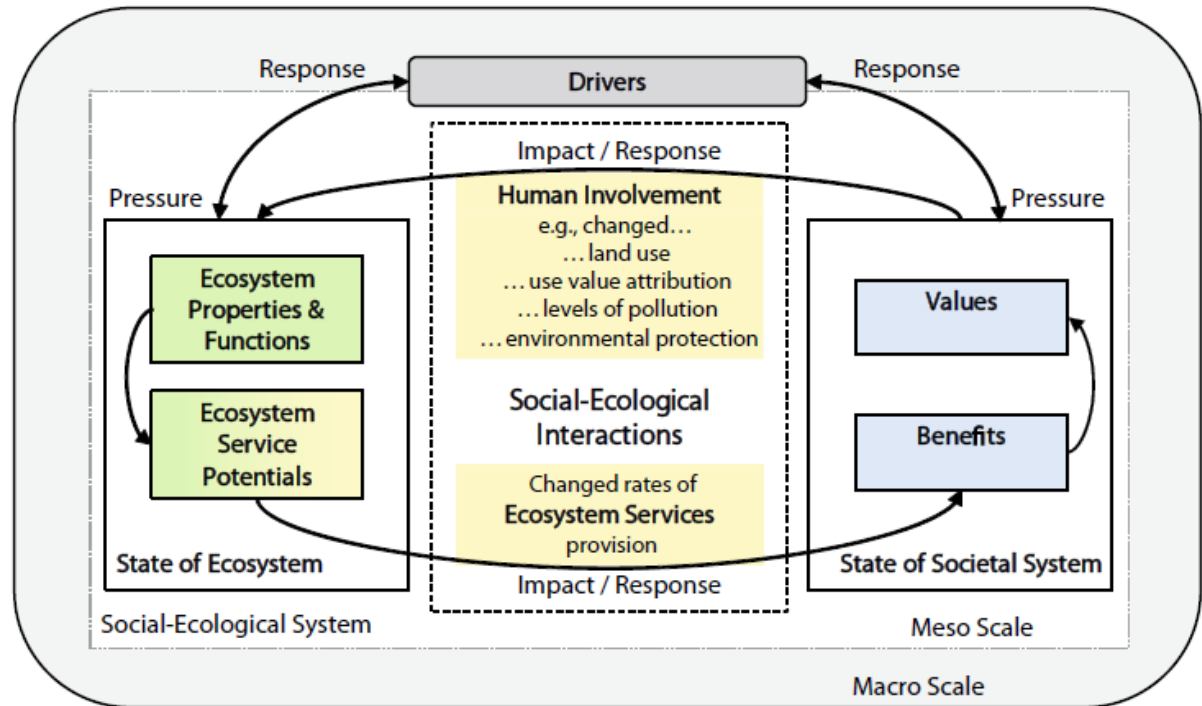 Response
Drivers
Response
Impact / Response
Pressure
Human Involvement
Pressure
e.g., changed…
…land use
…use value attribution
…levels of pollution
…environmental protection
Ecosystem
Properties &
Functions
Values
Ecosystem
Service
Potentials
Social-Ecological
Interactions
Benefits
Changed rates of
Ecosystem Services
provision
State of Ecosystem
State of Societal System
Impact / Response
Social-Ecological System
Meso Scale
Macro Scale